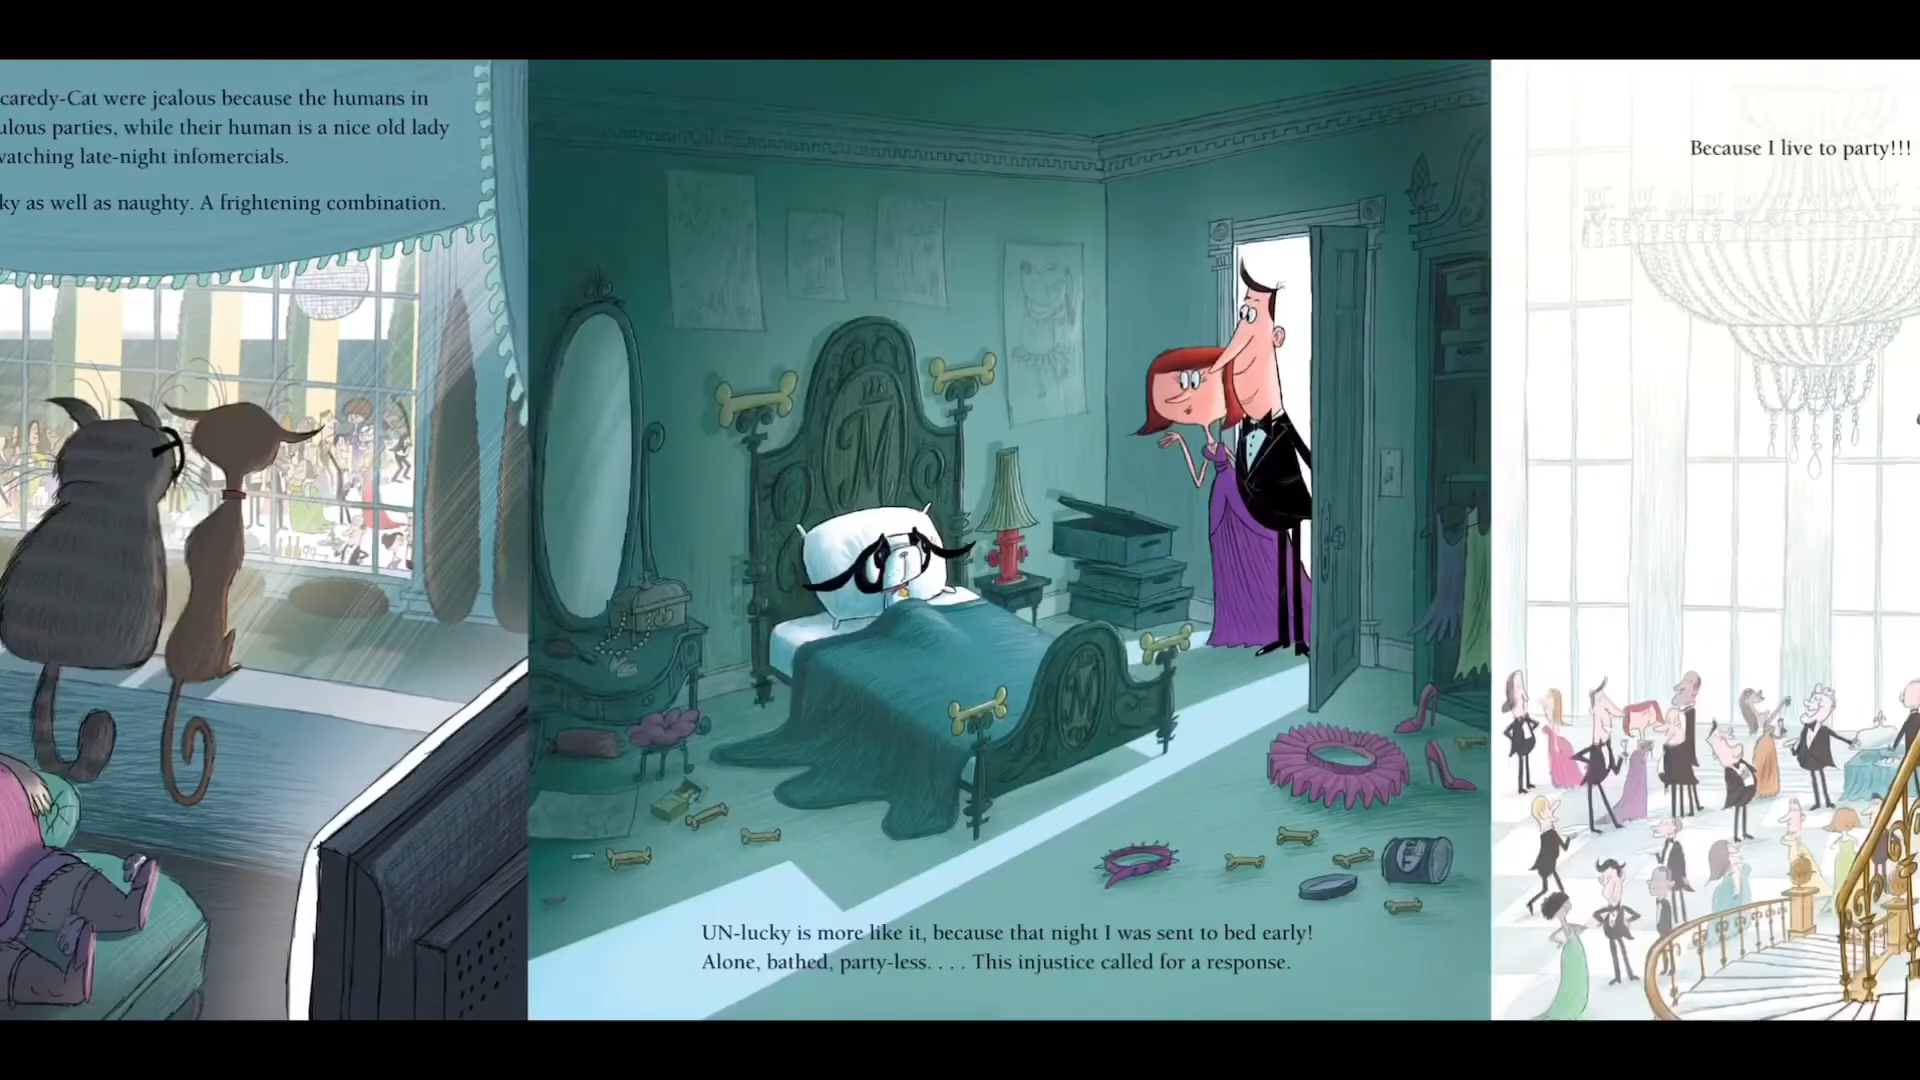 caredy-Cat were jealous because the humans in
ulous parties, while their human is a nice old lady
watching late-night infomercials.
ky as well as naughty. A frightening combination.
M
M
UN-lucky is more like it, because that night I was sent to bed early!
Alone, bathed, party-less. . . . This injustice called for a response.
Because I live to party!!!